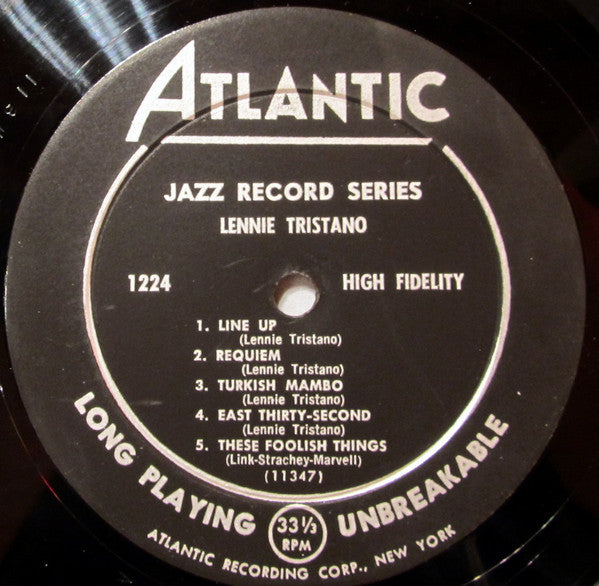 ATLANTIC
JAZZ RECORD SERIES
LENNIE TRISTANO
1224 HIGH FIDELITY
1. LINE UP
(Lennie Tristano)
2. REQUIEM
(Lennie Tristano)
3. TURKISH MAMBO
(Lennie Tristano)
4. EAST THIRTY-SECOND
(Lennie Tristano)
5. THESE FOOLISH THINGS
(Link-Strachey-Marvell)
(11347)
LONG PLAYING 33 1/3 RPM UNBREAKABLE
ATLANTIC RECORDING CORP., NEW YORK